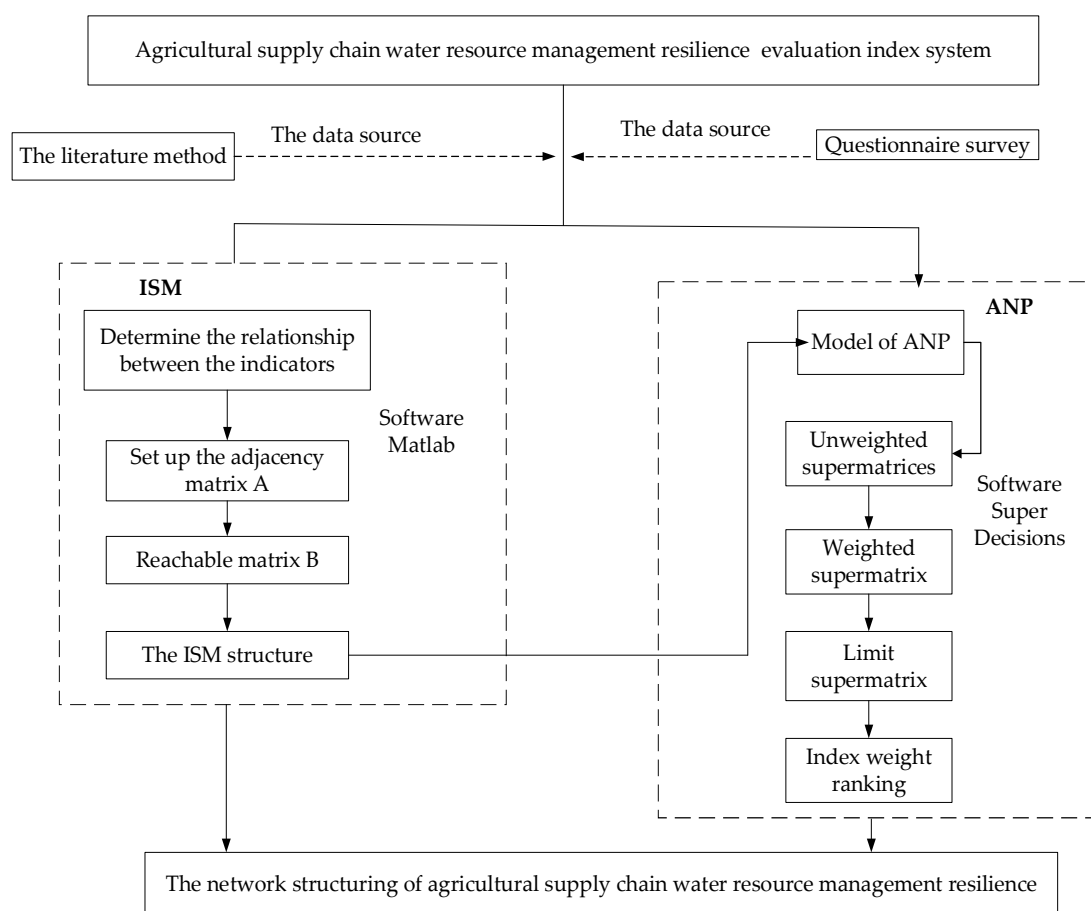 Agricultural supply chain water resource management resilience evaluation index system
The data source
The data source
The literature method
Questionnaire survey
ISM
Determine the relationship
between the indicators
Software
Matlab
Set up the adjacency
matrix A
Reachable matrix B
The ISM structure
ANP
Model of ANP
Unweighted
supermatrices
Software
Super
Decisions
Weighted
supermatrix
Limit
supermatrix
Index weight
ranking
The network structuring of agricultural supply chain water resource management resilience